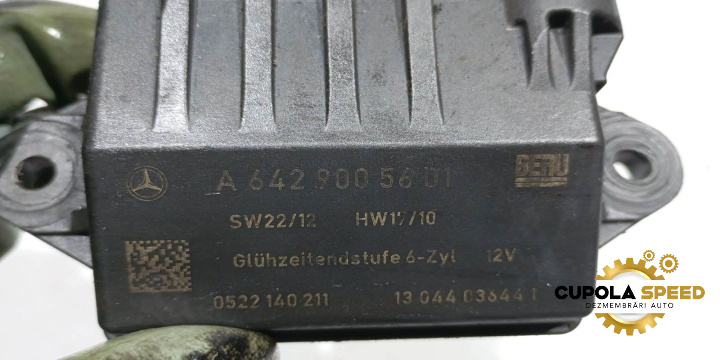 A 642 900 56 01
BERU
SW22/12 HW17/10
Glühzeitendstufe 6-Zyl 12V
0522 140 211 13 044 03644 1
CUPOLA SPEED
DEZMEMBRĂRI AUTO